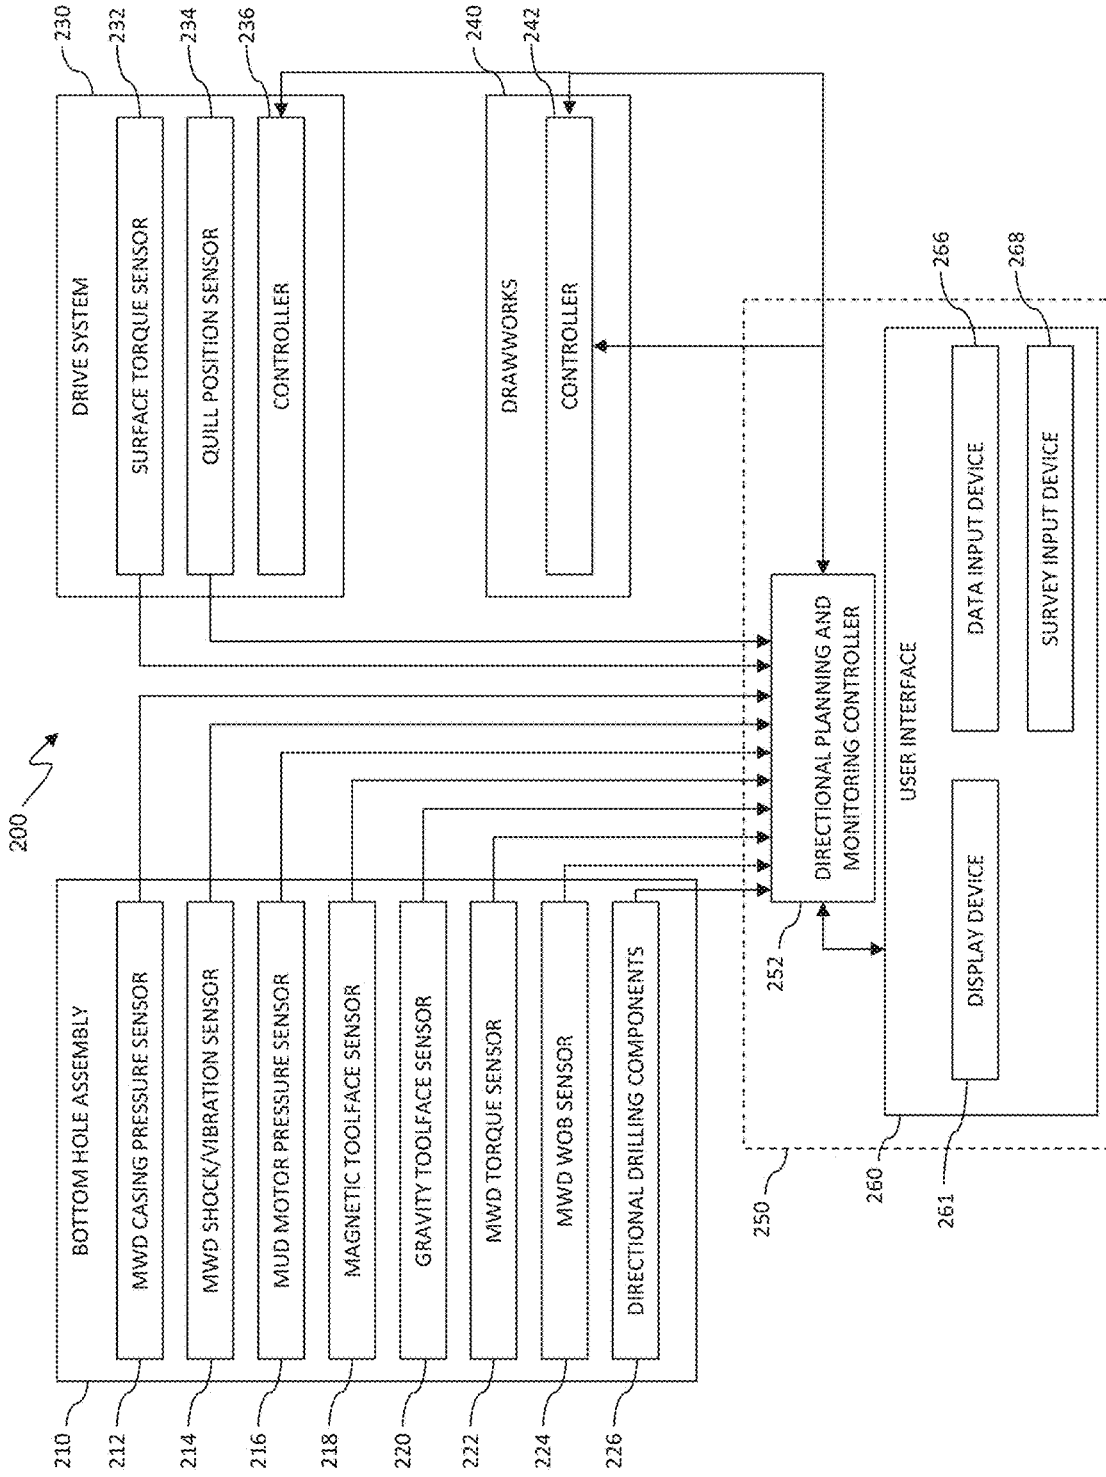 200
210
BOTTOM HOLE ASSEMBLY
212
MWD CASING PRESSURE SENSOR
214
MWD SHOCK/VIBRATION SENSOR
216
MUD MOTOR PRESSURE SENSOR
218
MAGNETIC TOOLFACE SENSOR
220
GRAVITY TOOLFACE SENSOR
222
MWD TORQUE SENSOR
224
MWD WOB SENSOR
226
DIRECTIONAL DRILLING COMPONENTS
230
DRIVE SYSTEM
232
SURFACE TORQUE SENSOR
234
QUILL POSITION SENSOR
236
CONTROLLER
240
DRAWWORKS
242
CONTROLLER
250
252
DIRECTIONAL PLANNING AND
MONITORING CONTROLLER
260
USER INTERFACE
261
DISPLAY DEVICE
266
DATA INPUT DEVICE
268
SURVEY INPUT DEVICE